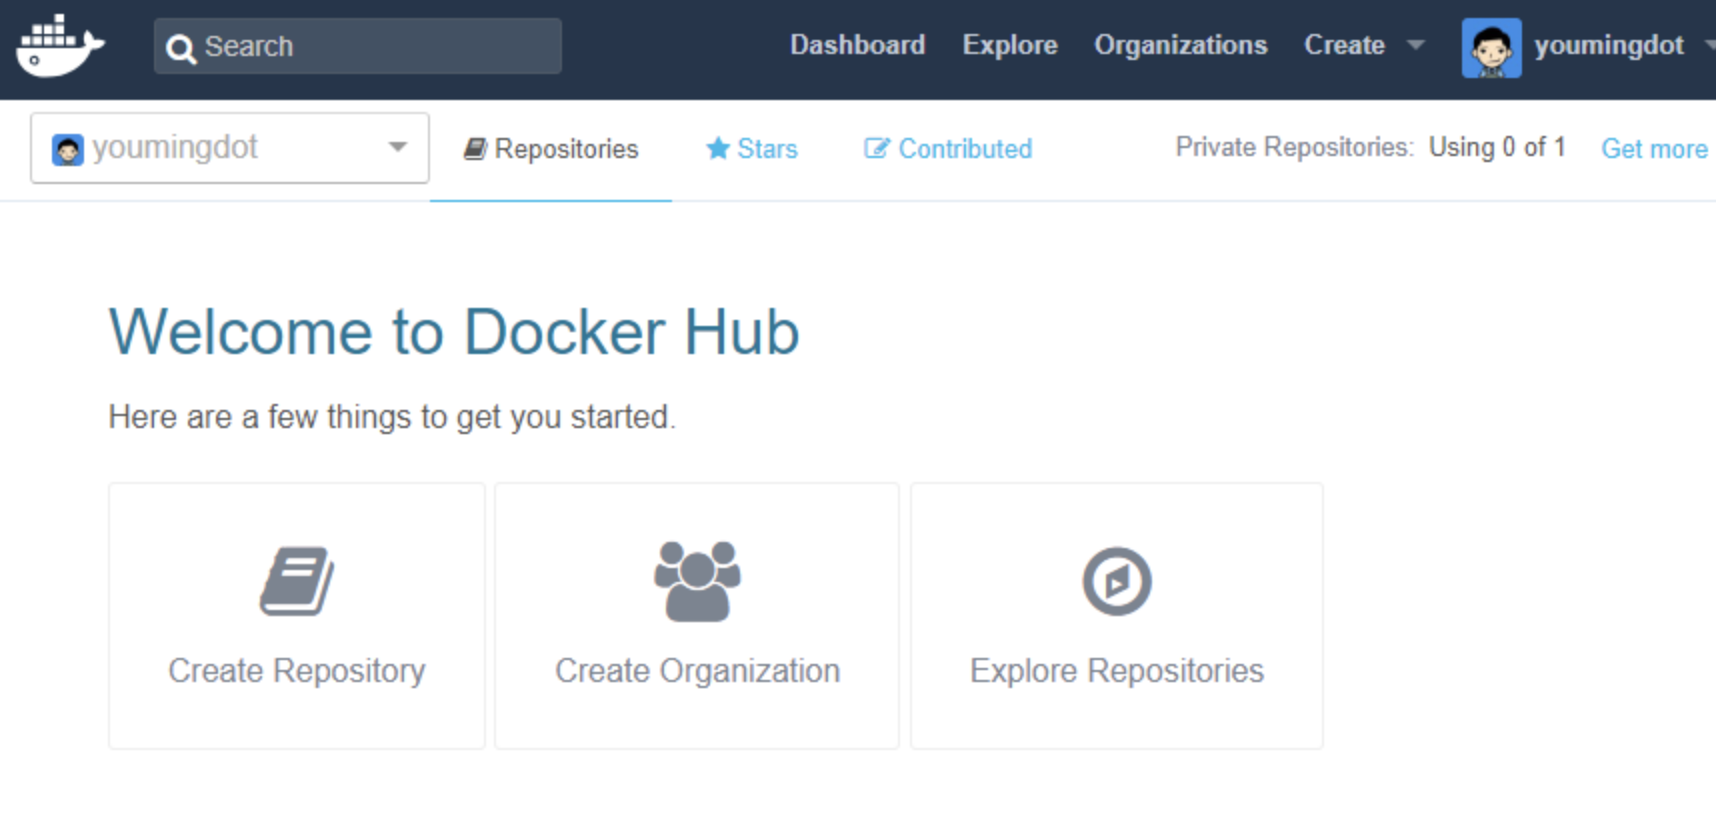 Search Dashboard Explore Organizations Create youmingdot
youmingdot Repositories Stars Contributed Private Repositories: Using 0 of 1 Get more
Welcome to Docker Hub
Here are a few things to get you started.
Create Repository Create Organization Explore Repositories